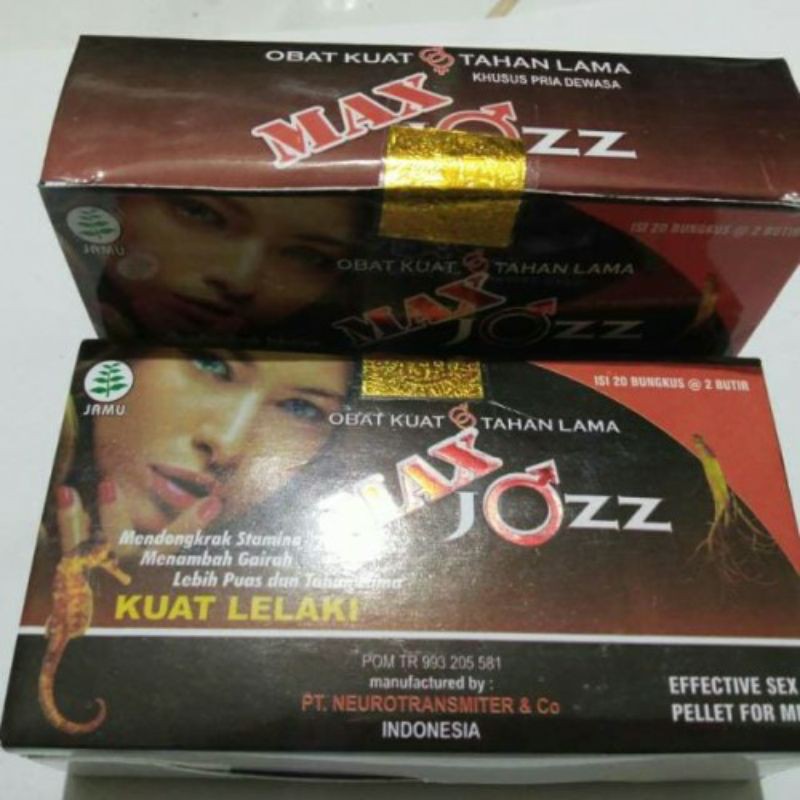 OBAT KUAT TAHAN LAMA
KHUSUS PRIA DEWASA
MAX
JOZZ
JAMU
ISI 20 BUNGKUS @ 2 BUTIR
OBAT KUAT TAHAN LAMA
MAX
JOZZ
JAMU
ISI 20 BUNGKUS @ 2 BUTIR
OBAT KUAT TAHAN LAMA
MAX
JOZZ
Mendongkrak Stamina
Menambah Gairah
Lebih Puas dan Tahan Lama
KUAT LELAKI
POM TR 993 205 581
manufactured by :
PT. NEUROTRANSMITER & Co
INDONESIA
EFFECTIVE SEX
PELLET FOR